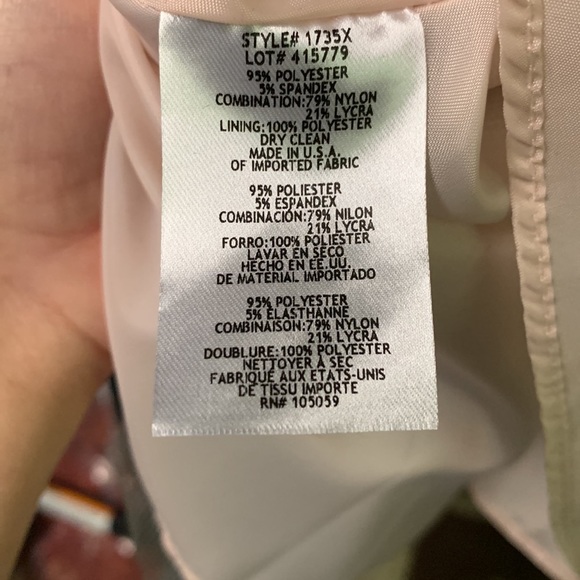 STYLE# 1735X
LOT# 415779
95% POLYESTER
5% SPANDEX
COMBINATION:79% NYLON
21% LYCRA
LINING:100% POLYESTER
DRY CLEAN
MADE IN U.S.A.
OF IMPORTED FABRIC
95% POLIESTER
5% ESPANDEX
COMBINACIÓN:79% NILON
21% LYCRA
FORRO:100% POLIESTER
LAVAR EN SECO
HECHO EN EE.UU.
DE MATERIAL IMPORTADO
95% POLYESTER
5% ÉLASTHANNE
COMBINAISON:79% NYLON
21% LYCRA
DOUBLURE:100% POLYESTER
NETTOYER À SEC
FABRIQUÉ AUX ETATS-UNIS
DE TISSU IMPORTE
RN# 105059